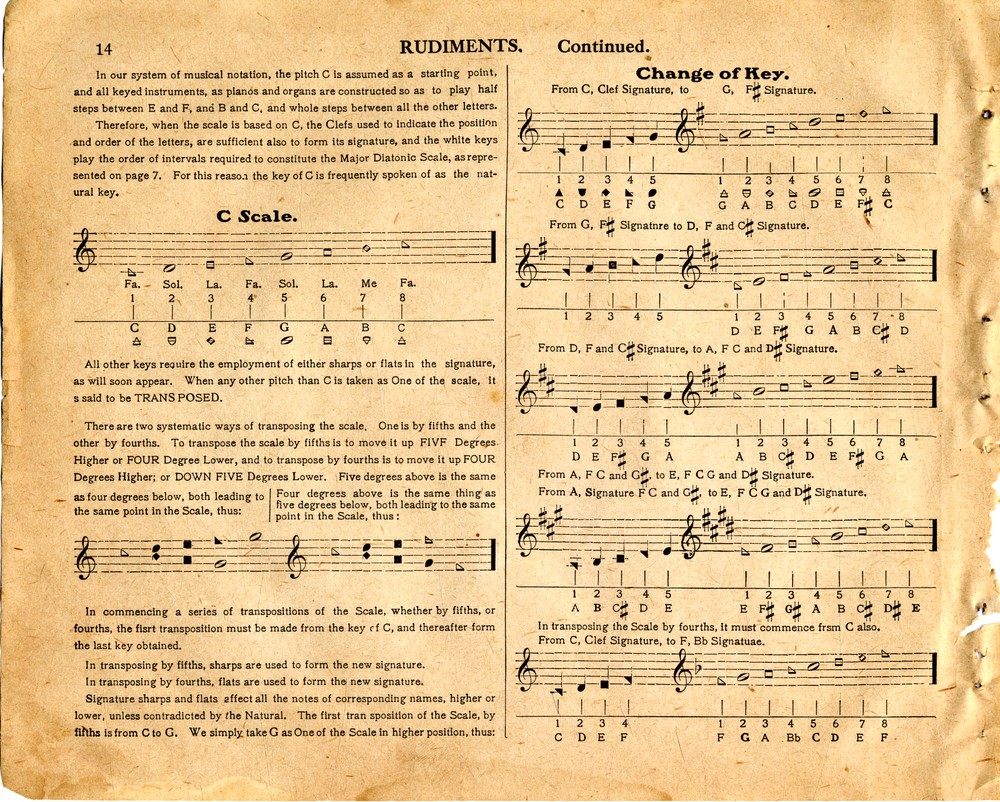 14
RUDIMENTS. Continued.
In our system of musical notation, the pitch C is assumed as a starting point,
and all keyed instruments, as pianos and organs are constructed so as to play half
steps between E and F, and B and C, and whole steps between all the other letters.
Therefore, when the scale is based on C, the Clefs used to indicate the position
and order of the letters, are sufficient also to form its signature, and the white keys
play the order of intervals required to constitute the Major Diatonic Scale, as repre-
sented on page 7. For this reason the key of C is frequently spoken of as the nat-
ural key.
C Scale.
Fa. Sol. La. Fa. Sol. La. Me Fa.
1 2 3 4 5 6 7 8
C D E F G A B C
All other keys require the employment of either sharps or flats in the signature,
as will soon appear. When any other pitch than C is taken as One of the scale, it
s said to be TRANSPOSED.
There are two systematic ways of transposing the scale. One is by fifths and the
other by fourths. To transpose the scale by fifths is to move it up FIVF Degrees
Higher or FOUR Degree Lower, and to transpose by fourths is to move it up FOUR
Degrees Higher; or DOWN FIVE Degrees Lower. Five degrees above is the same
as four degrees below, both leading to
the same point in the Scale, thus:
Four degrees above is the same thing as
five degrees below, both leading to the same
point in the Scale, thus:
In commencing a series of transpositions of the Scale, whether by fifths, or
fourths, the fisrt transposition must be made from the key cf C, and thereafter form
the last key obtained.
In transposing by fifths, sharps are used to form the new signature.
In transposing by fourths, flats are used to form the new signature.
Signature sharps and flats affect all the notes of corresponding names, higher or
lower, unless contradicted by the Natural. The first tran sposition of the Scale, by
fifths is from C to G. We simply take G as One of the Scale in higher position, thus:
Change of Key.
From C, Clef Signature, to G, F♯ Signature.
1 2 3 4 5 1 2 3 4 5 6 7 8
C D E F G G A B C D E F♯ C
From G, F♯ Signatnre to D, F and C♯ Signature.
1 2 3 4 5 1 2 3 4 5 6 7 8
D E F♯ G A B C♯ D
From D, F and C♯ Signature, to A, F C and D♯ Signature.
1 2 3 4 5 1 2 3 4 5 6 7 8
D E F♯ G A A B C♯ D E F♯ G A
From A, F C and G♯ to E, F C G and D♯ Signature.
From A, Signature F C and G♯, to E, F C G and D♯ Signature.
1 2 3 4 5 1 2 3 4 5 6 7 8
A B C♯ D E E F♯ G♯ A B C♯ D♯ E
In transposing the Scale by fourths, it must commence frsm C also.
From C, Clef Signature, to F, Bb Signatuae.
1 2 3 4 1 2 3 4 5 6 7 8
C D E F F G A Bb C D E F